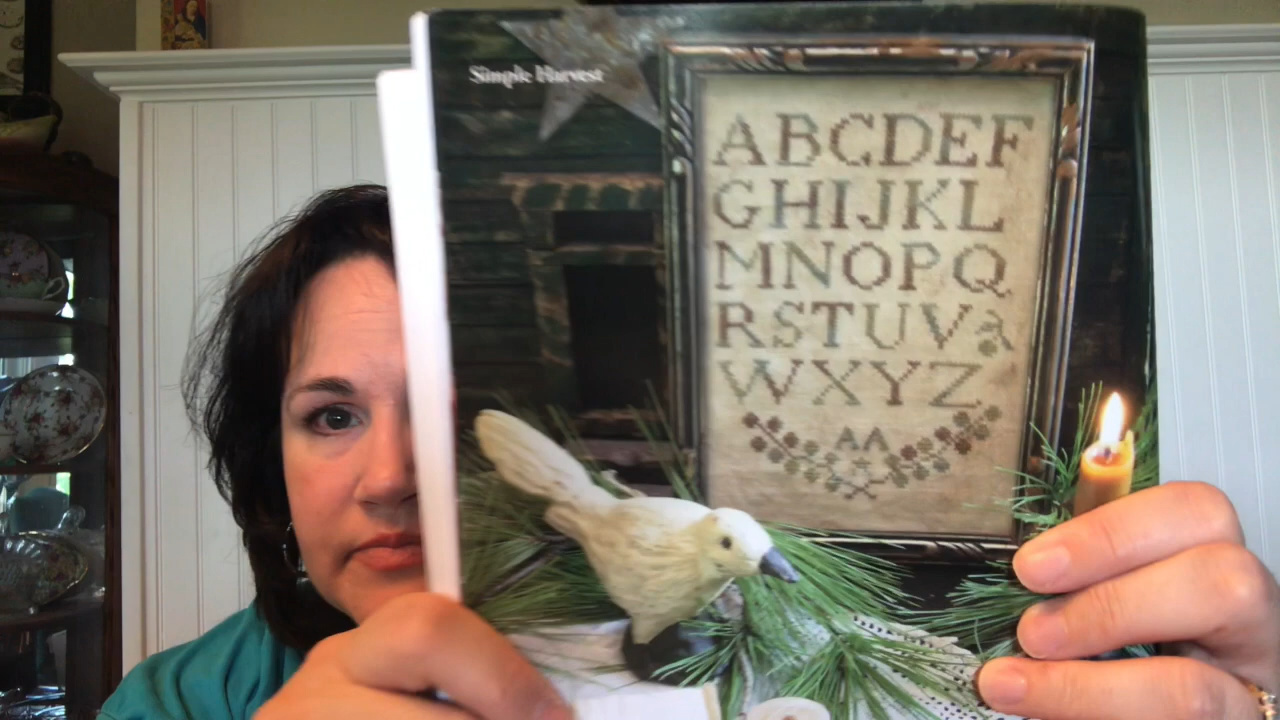 Simple Harvest
ABCDEF
GHIJKL
MNOPQ
RSTUV
WXYZ
AA